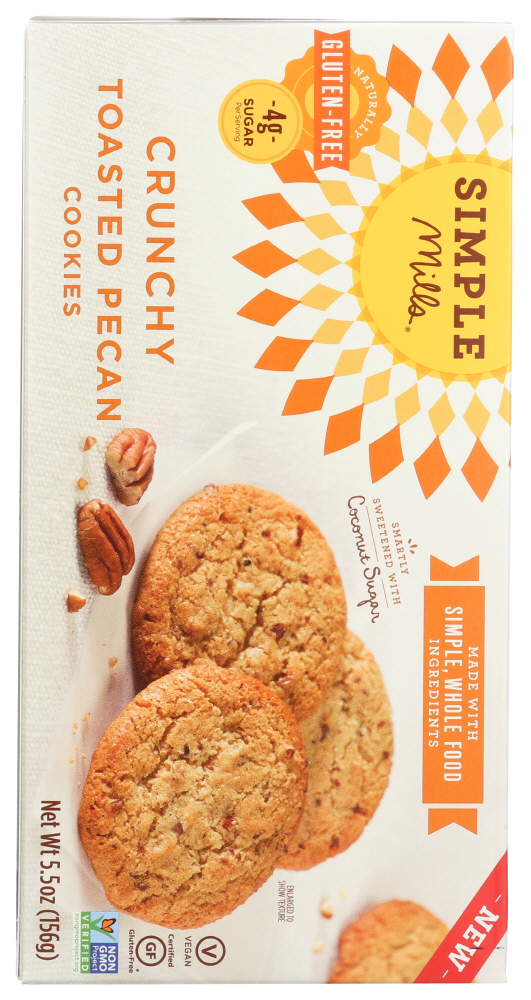 SIMPLE
Mills®
NATURALLY
GLUTEN-FREE
-4g-
SUGAR
Per Serving
CRUNCHY
TOASTED PECAN
COOKIES
MADE WITH
SIMPLE, WHOLE FOOD
INGREDIENTS
SMARTLY
SWEETENED WITH
Coconut Sugar
NEW
ENLARGED TO
SHOW TEXTURE
V
VEGAN
GF
Certified
Gluten-Free®
NON
GMO
Project
VERIFIED
nongmoproject.org
Net Wt 5.5oz (156g)